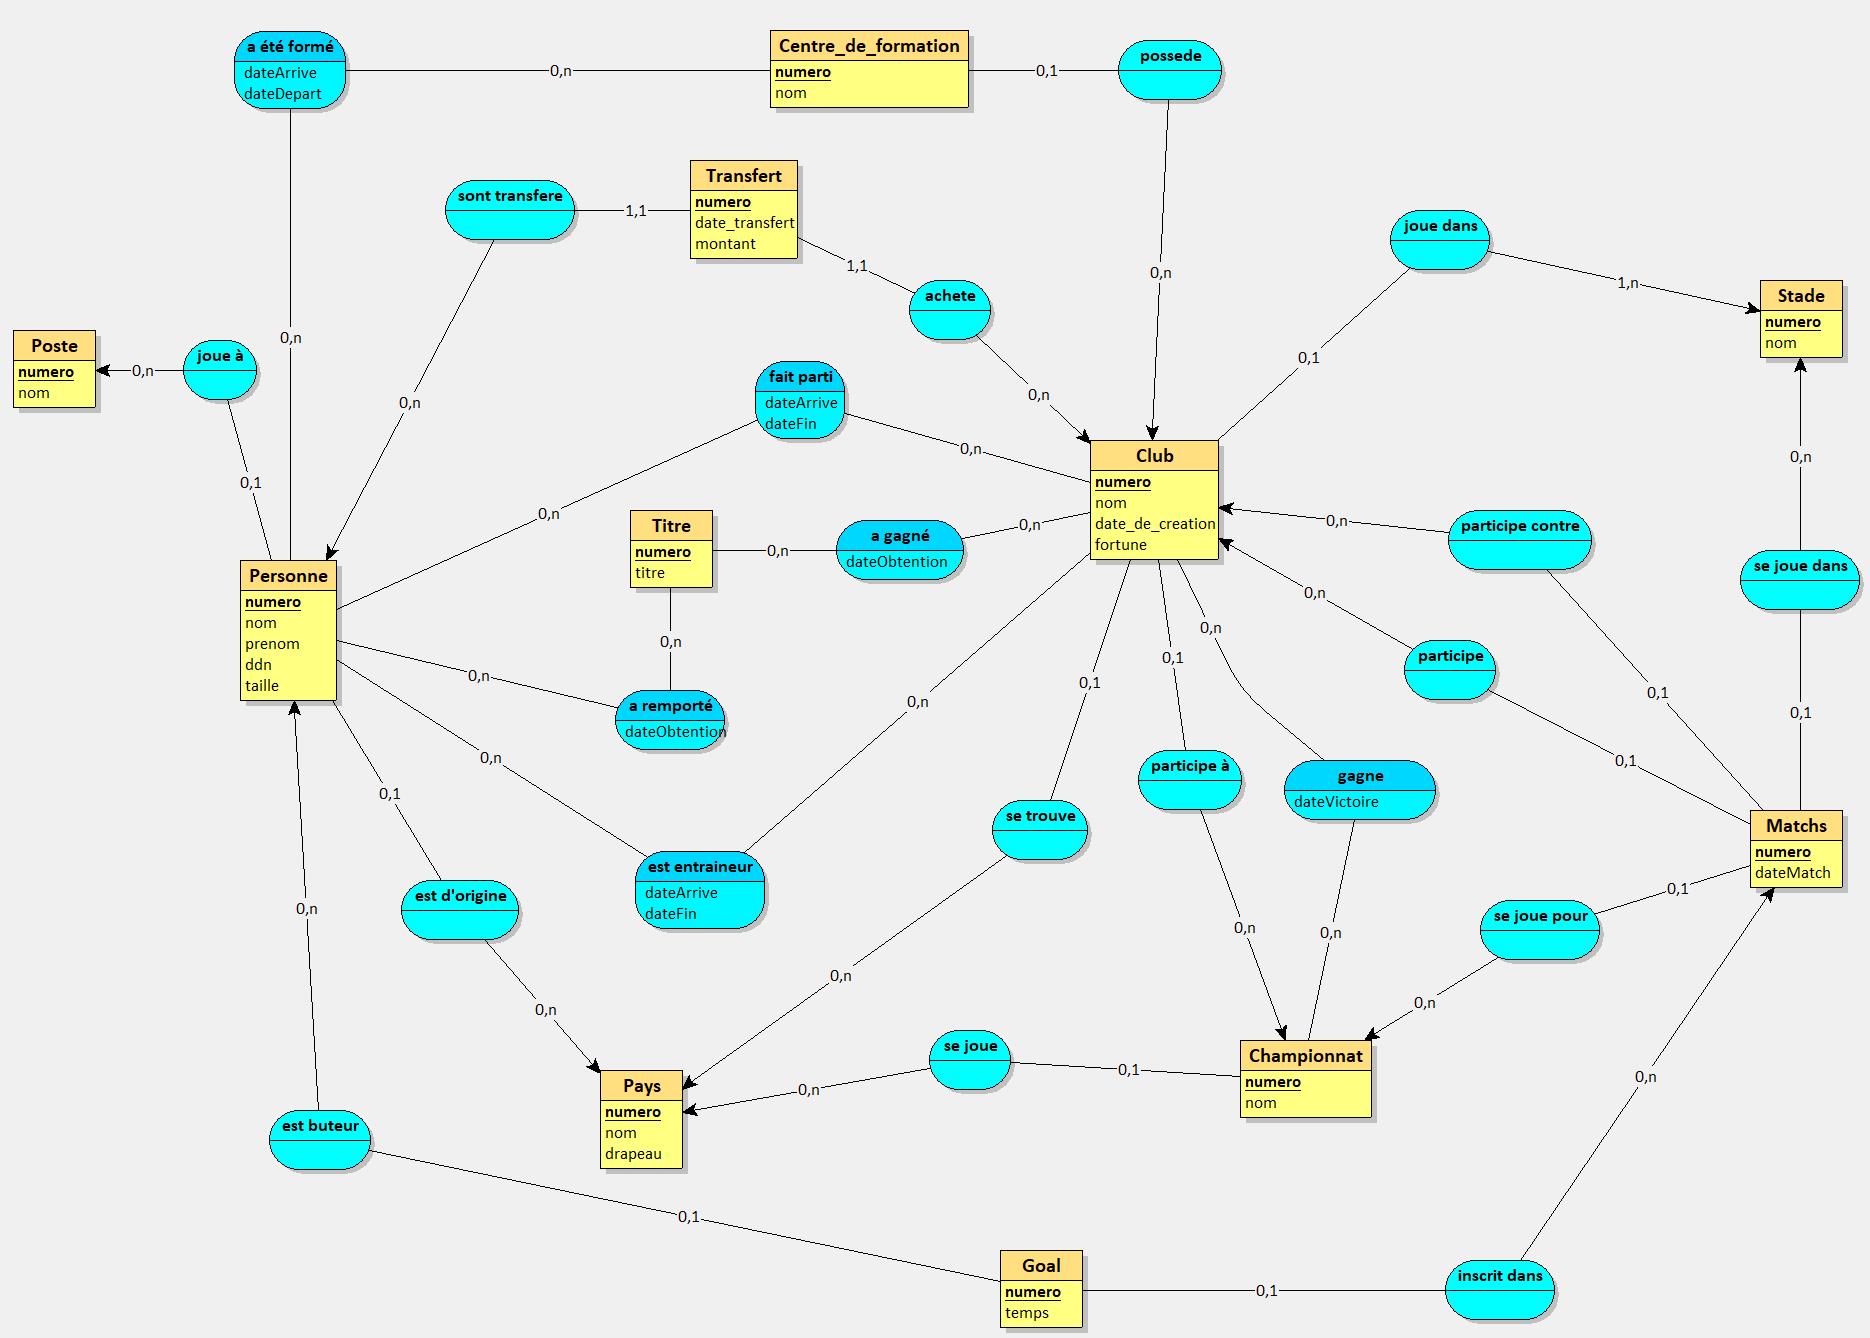 a été formé
dateArrive
dateDepart
0,n
Centre_de_formation
numero
nom
0,1
possede
sont transfere
1,1
Transfert
numero
date_transfert
montant
1,1
achete
0,n
joue dans
1,n
Stade
numero
nom
Poste
numero
nom
0,n
joue à
0,n
0,n
fait parti
dateArrive
dateFin
0,n
0,1
0,1
0,n
0,n
Club
numero
nom
date_de_creation
fortune
0,n
0,n
participe contre
0,n
Titre
numero
titre
0,n
a gagné
dateObtention
0,n
se joue dans
Personne
numero
nom
prenom
ddn
taille
0,n
0,n
0,n
0,1
participe
0,n
a remporté
dateObtention
0,n
0,1
0,1
0,1
0,n
0,1
participe à
gagne
dateVictoire
0,1
se trouve
Matchs
numero
dateMatch
est entraineur
dateArrive
dateFin
est d'origine
0,n
0,n
0,n
0,1
se joue pour
0,n
0,n
0,n
se joue
0,1
0,n
Championnat
numero
nom
0,n
Pays
numero
nom
drapeau
est buteur
0,1
Goal
numero
temps
0,1
inscrit dans